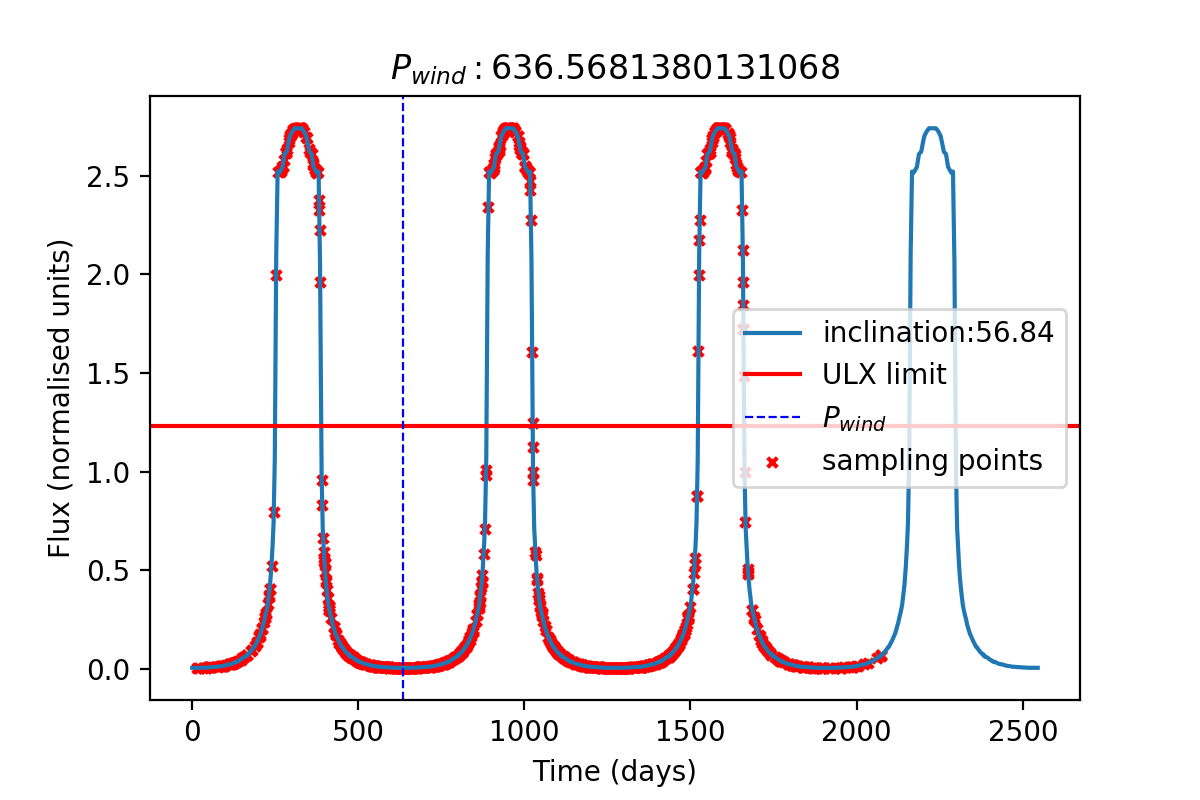 P_wind : 636.5681380131068
Flux (normalised units)
2.5
2.0
1.5
1.0
0.5
0.0
inclination:56.84
ULX limit
P_wind
sampling points
0 500 1000 1500 2000 2500
Time (days)